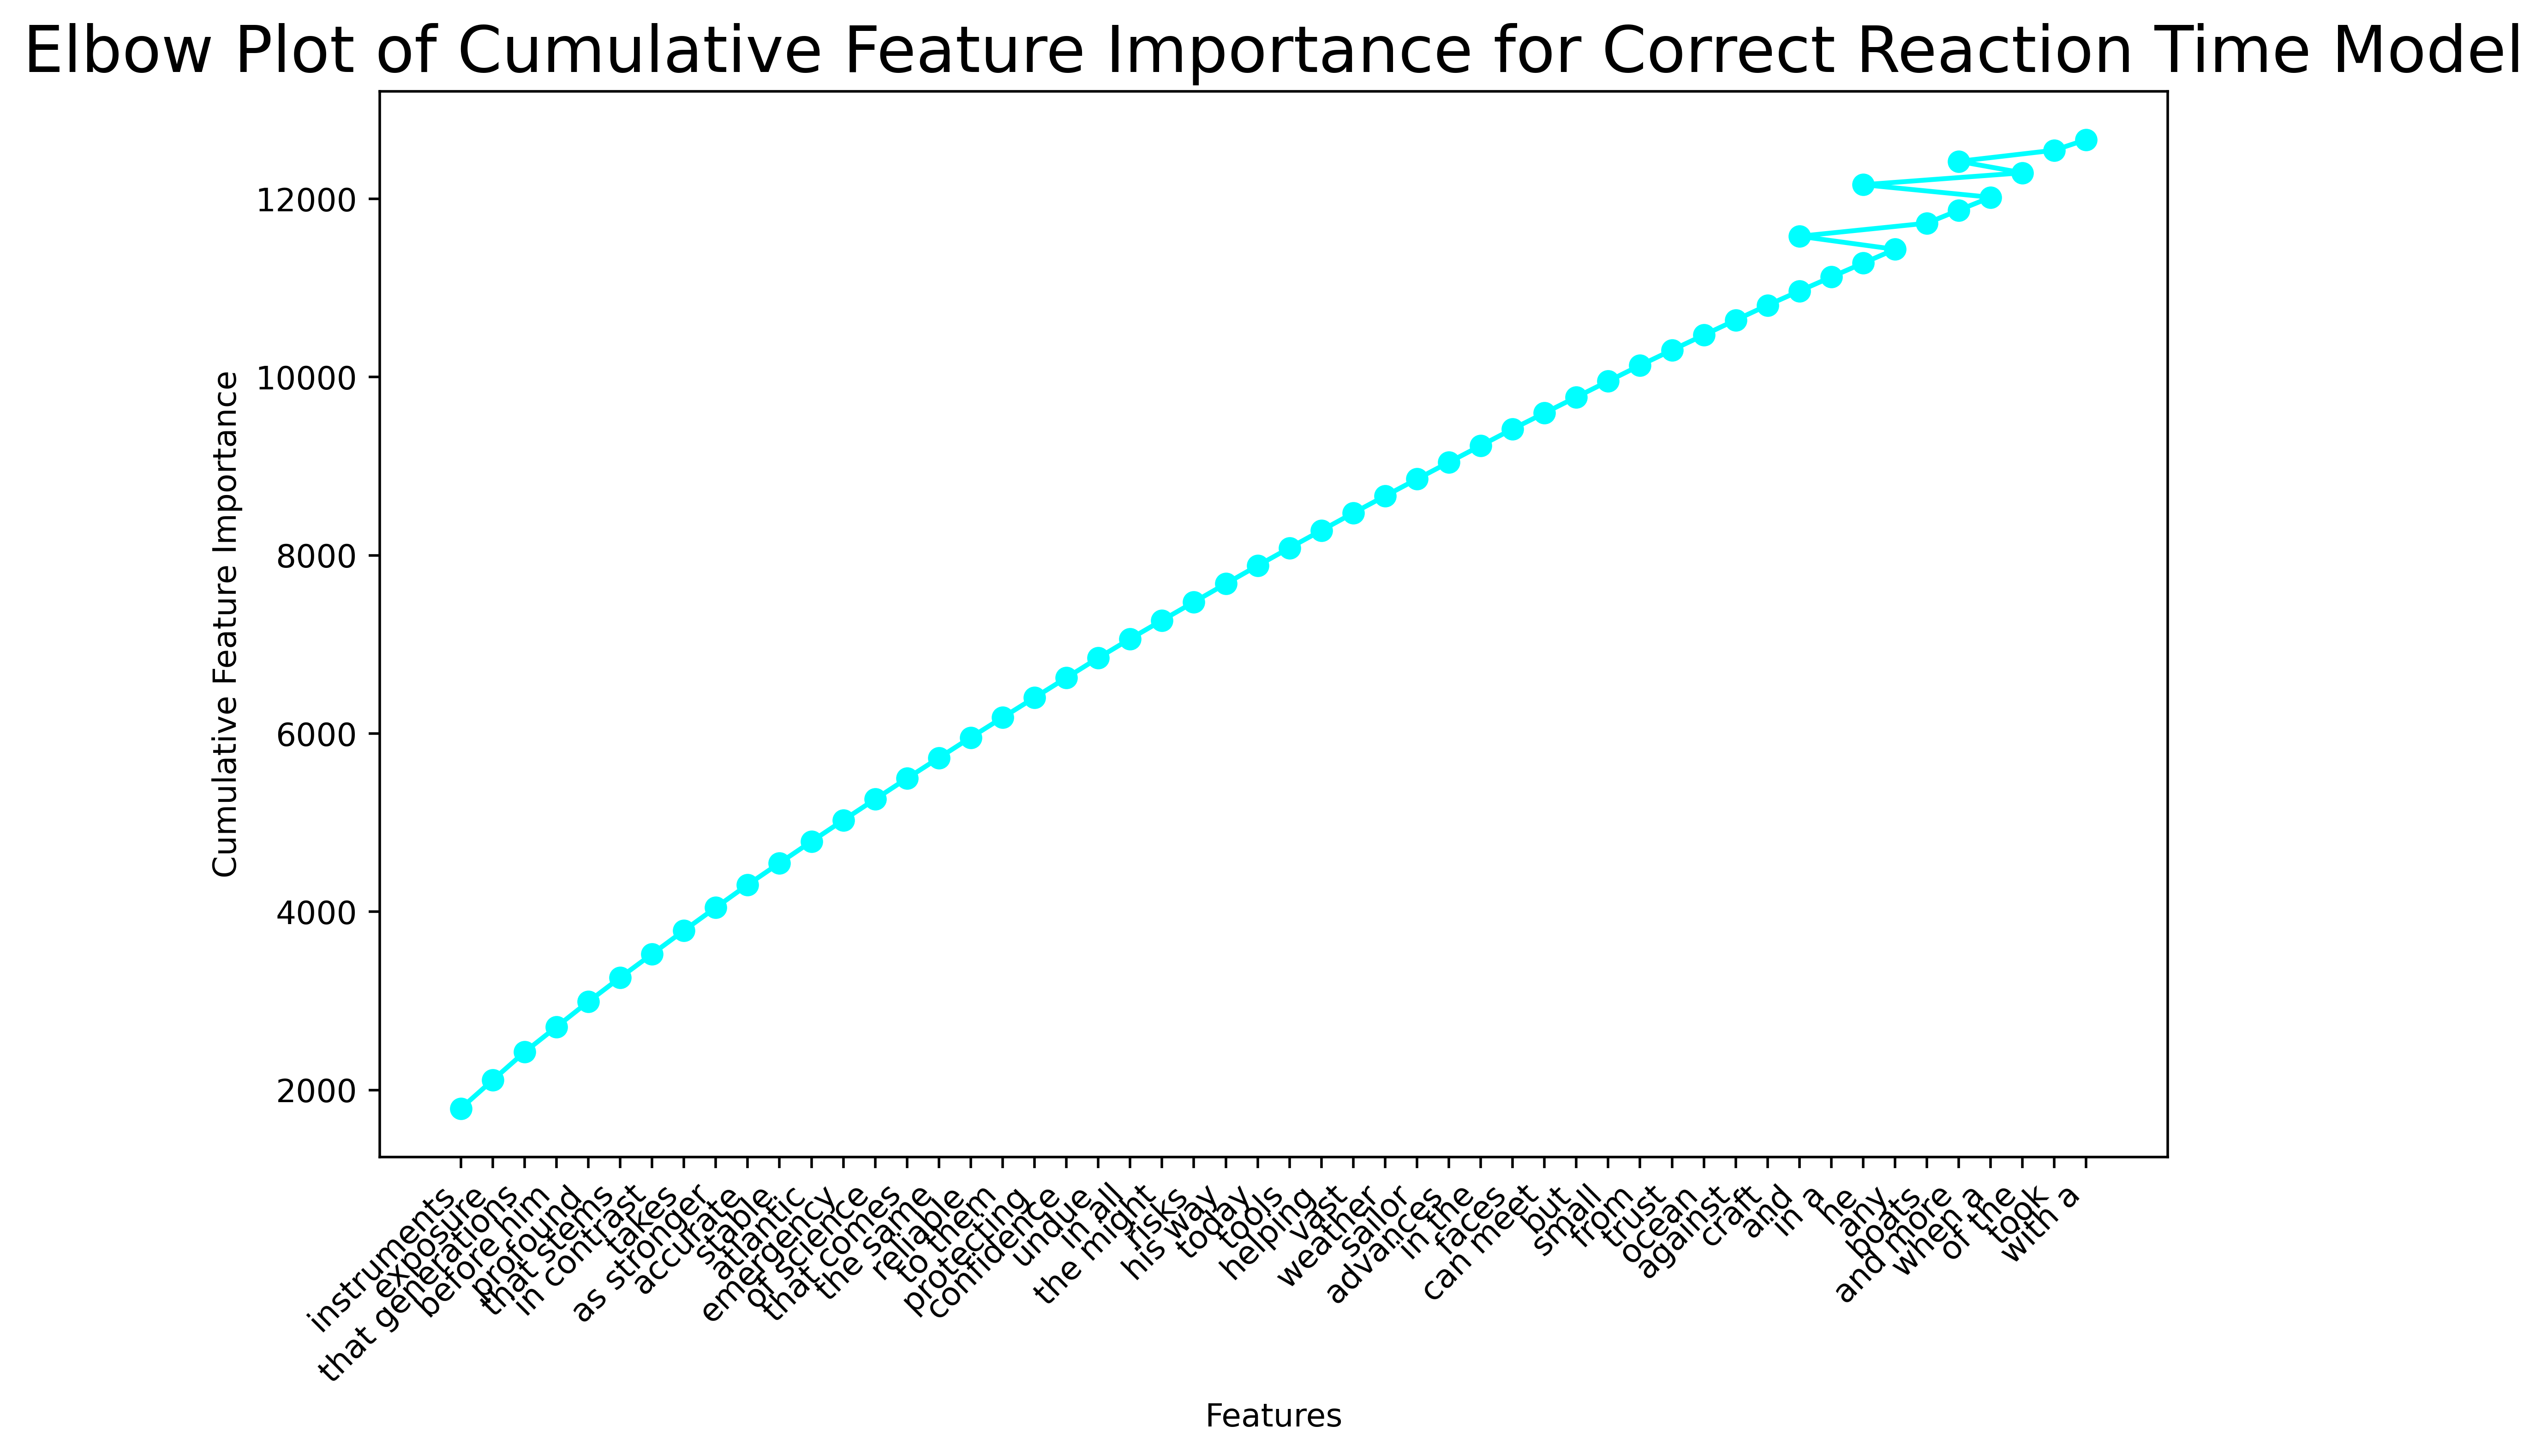 Elbow Plot of Cumulative Feature Importance for Correct Reaction Time Model
Cumulative Feature Importance
12000
10000
8000
6000
4000
2000
instruments
exposure
that generations
before him
profound
that stems
in contrast
takes
as stronger
accurate
stable
atlantic
emergency
of science
that comes
the same
reliable
to them
protecting
confidence
undue
in all
the might
risks
his way
today
tools
helping
vast
weather
sailor
advances
in the
faces
can meet
but
small
from
trust
ocean
against
craft
and
in a
he
any
boats
and more
when a
of the
took
with a
Features